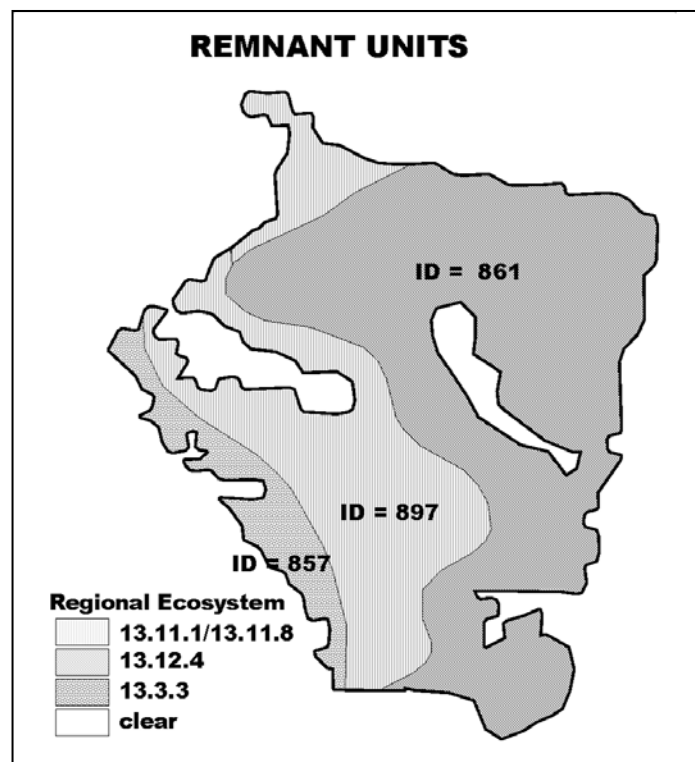 REMNANT UNITS
ID = 861
ID = 897
ID = 857
Regional Ecosystem
13.11.1/13.11.8
13.12.4
13.3.3
clear